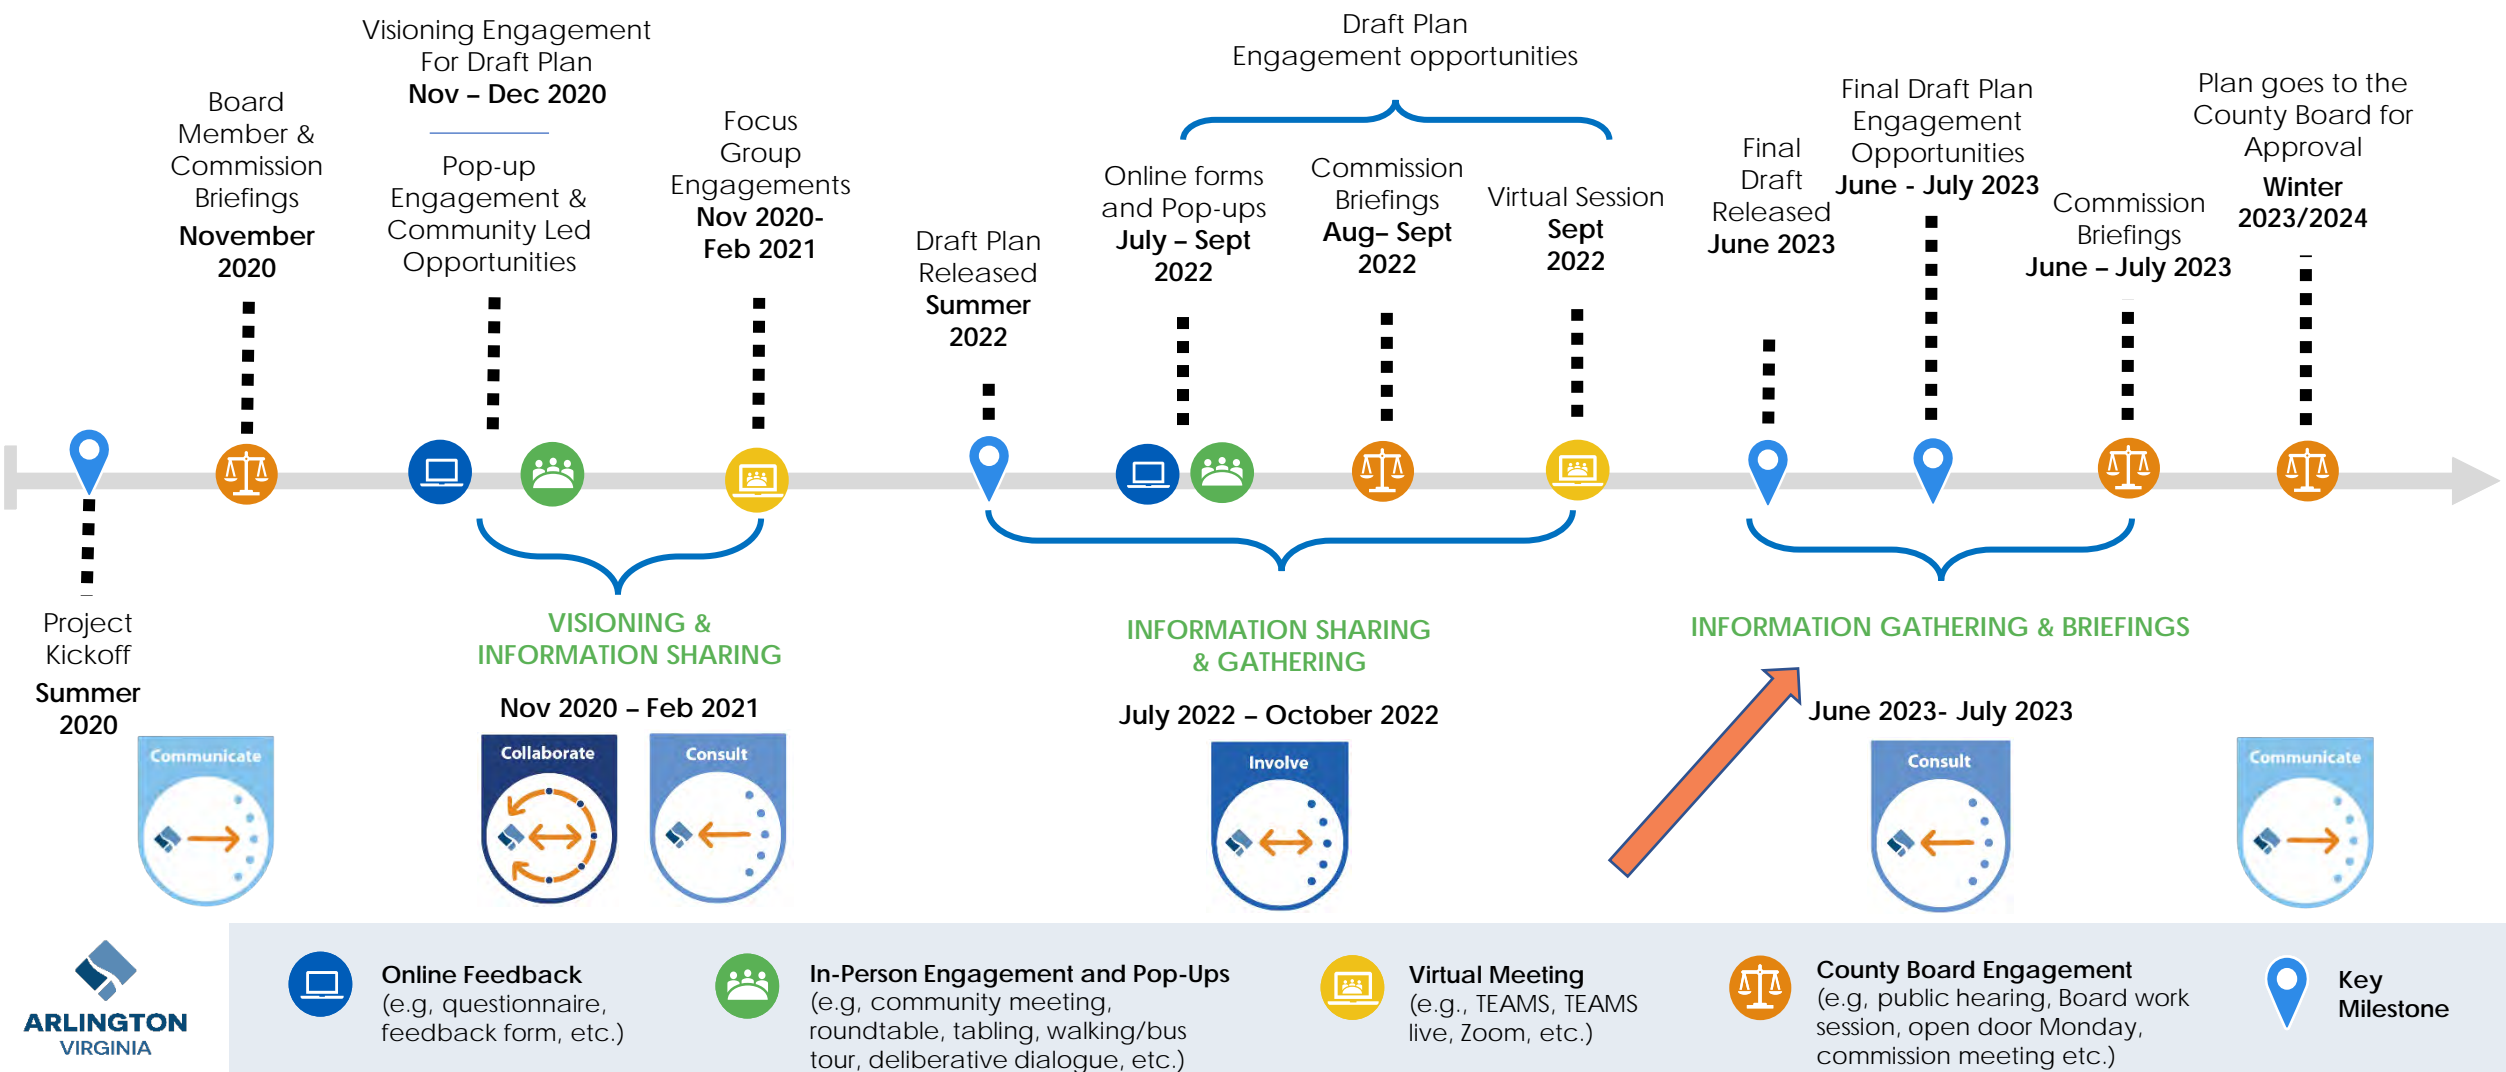 Visioning Engagement
For Draft Plan
Nov – Dec 2020
Pop-up
Engagement &
Community Led
Opportunities
Board
Member &
Commission
Briefings
November
2020
Focus
Group
Engagements
Nov 2020-
Feb 2021
Draft Plan
Released
Summer
2022
Draft Plan
Engagement opportunities
Online forms
and Pop-ups
July – Sept
2022
Commission
Briefings
Aug– Sept
2022
Virtual Session
Sept
2022
Final
Draft
Released
June 2023
Final Draft Plan
Engagement
Opportunities
June - July 2023
Commission
Briefings
June – July 2023
Plan goes to the
County Board for
Approval
Winter
2023/2024
Project
Kickoff
Summer
2020
VISIONING &
INFORMATION SHARING
Nov 2020 – Feb 2021
INFORMATION SHARING
& GATHERING
July 2022 – October 2022
INFORMATION GATHERING & BRIEFINGS
June 2023- July 2023
Communicate
Collaborate
Consult
Involve
Consult
Communicate
ARLINGTON
VIRGINIA
Online Feedback
(e.g, questionnaire,
feedback form, etc.)
In-Person Engagement and Pop-Ups
(e.g, community meeting,
roundtable, tabling, walking/bus
tour, deliberative dialogue, etc.)
Virtual Meeting
(e.g., TEAMS, TEAMS
live, Zoom, etc.)
County Board Engagement
(e.g, public hearing, Board work
session, open door Monday,
commission meeting etc.)
Key
Milestone